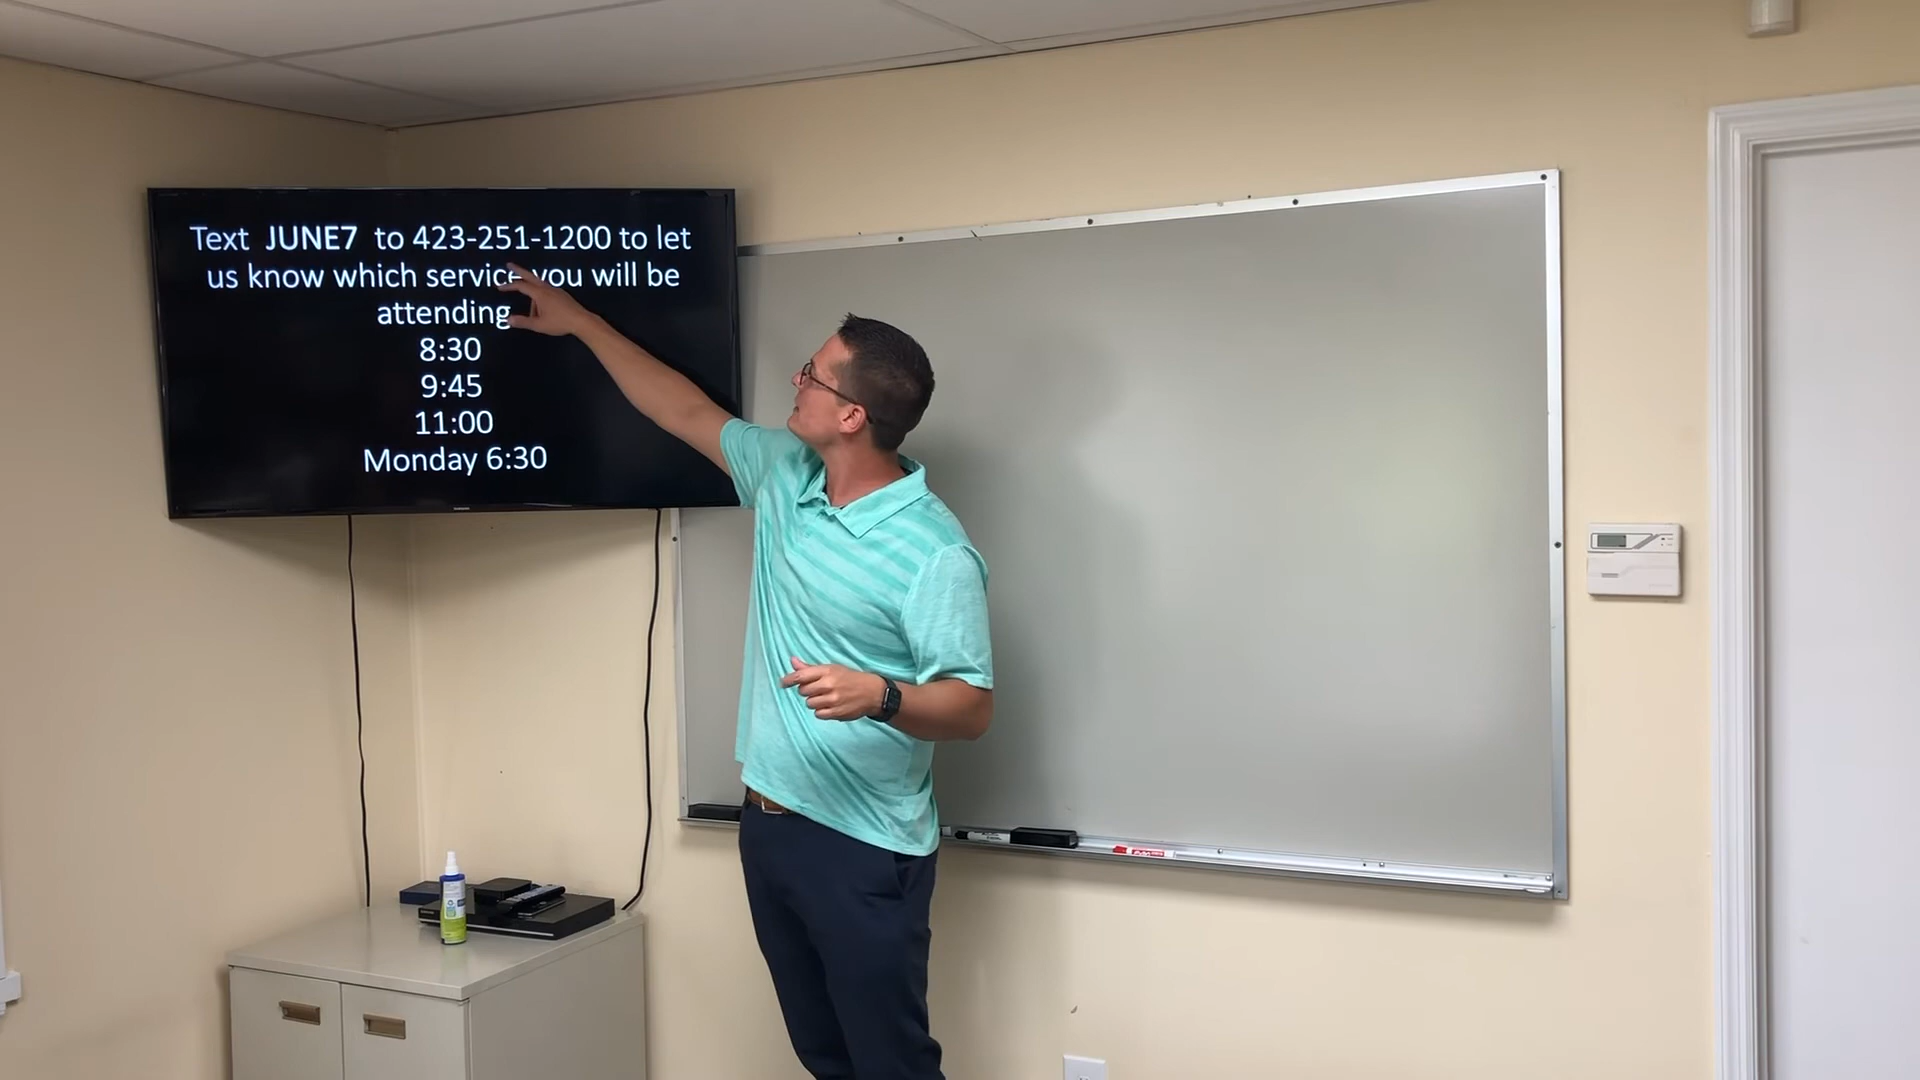 Text JUNE7 to 423-251-1200 to let
us know which service you will be
attending
8:30
9:45
11:00
Monday 6:30
SAMSUNG